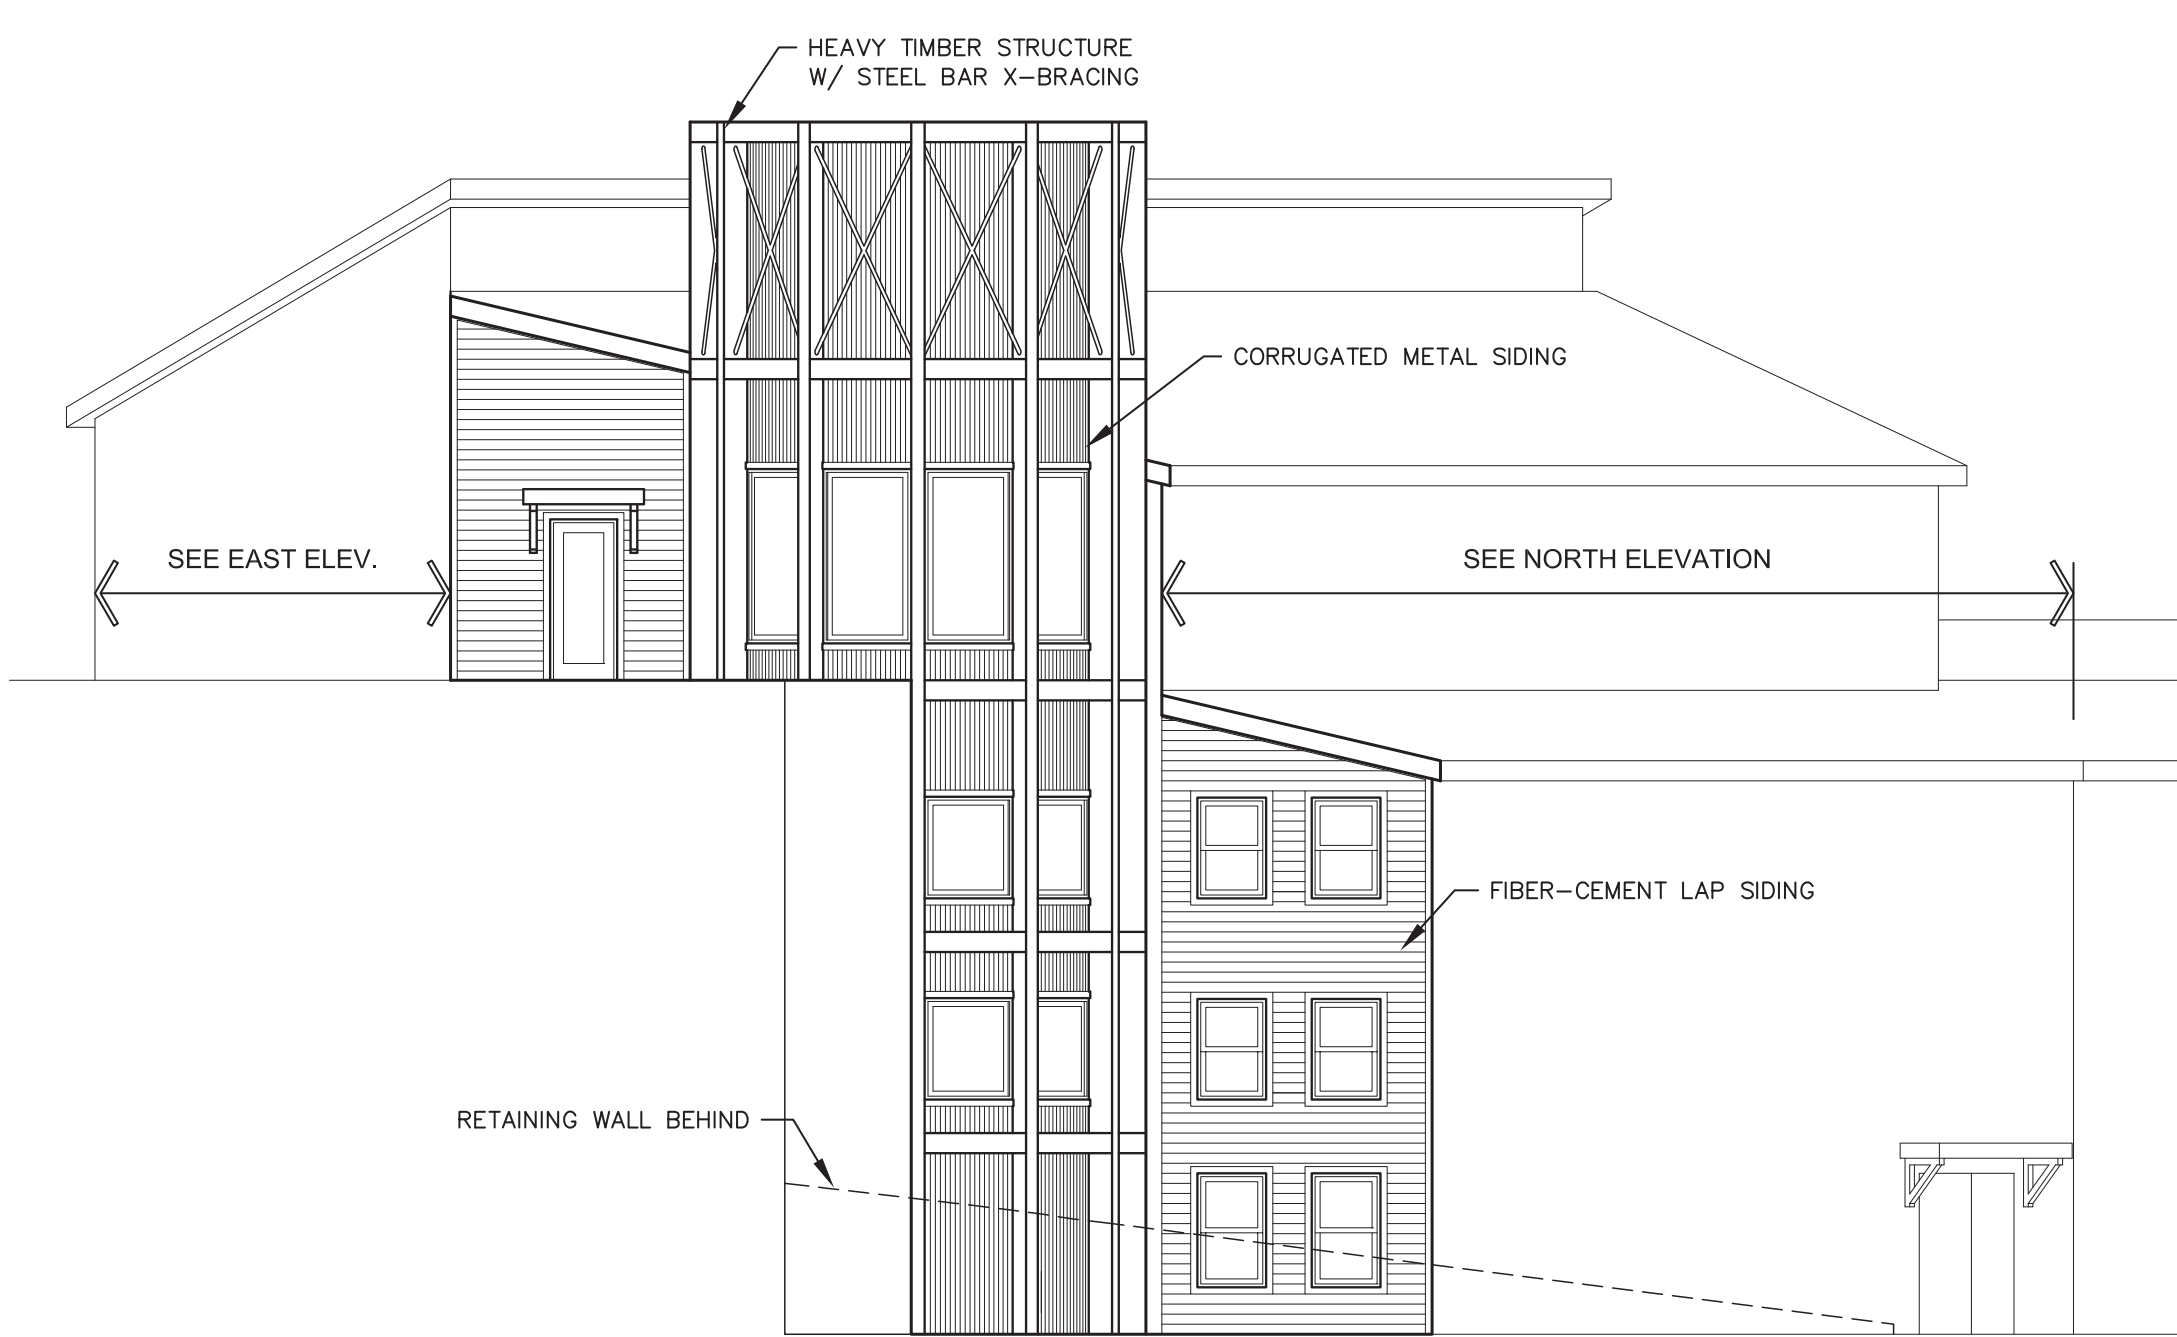 HEAVY TIMBER STRUCTURE
W/ STEEL BAR X-BRACING
CORRUGATED METAL SIDING
SEE EAST ELEV.
SEE NORTH ELEVATION
FIBER-CEMENT LAP SIDING
RETAINING WALL BEHIND